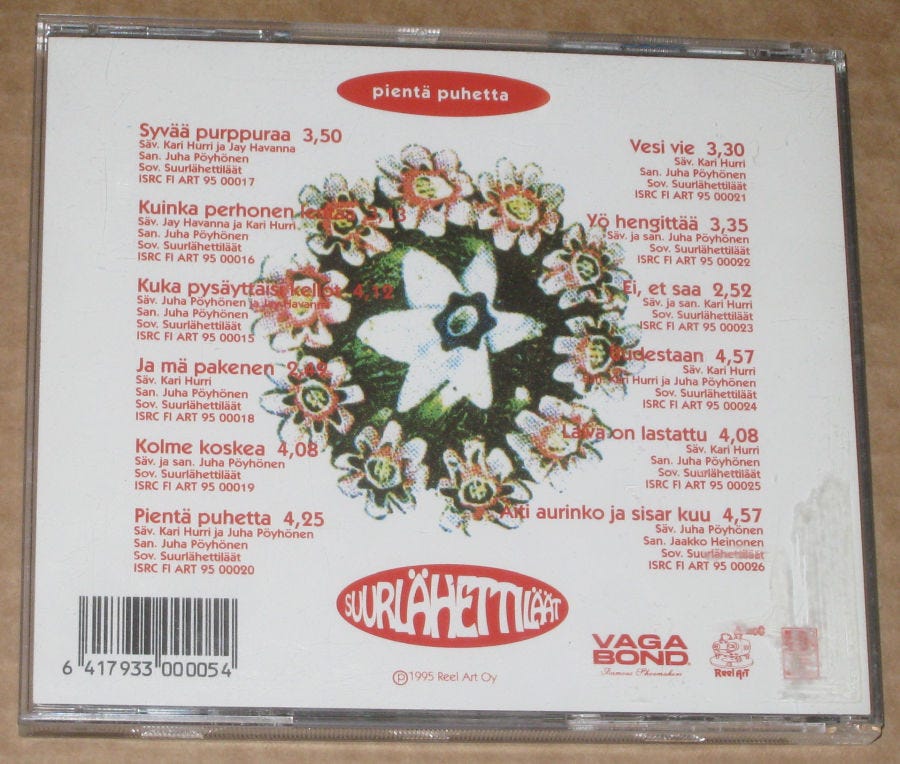 pientä puhetta
Syvää purppuraa 3,50
Säv. Kari Hurri ja Jay Havanna
San. Juha Pöyhönen
Sov. Suurlähettiläät
ISRC FI ART 95 00017
Kuinka perhonen 3,13
Säv. Jay Havanna ja Kari Hurri
San. Juha Pöyhönen
Sov. Suurlähettiläät
ISRC FI ART 95 00016
Kuka pysäyttäisi kellot 4,12
Säv. Juha Pöyhönen ja Jay Havanna
San. Juha Pöyhönen
Sov. Suurlähettiläät
ISRC FI ART 95 00015
Ja mä pakenen
Säv. Kari Hurri
San. Juha Pöyhönen
Sov. Suurlähettiläät
ISRC FI ART 95 00018
Kolme koskea 4,08
Säv. ja san. Juha Pöyhönen
Sov. Suurlähettiläät
ISRC FI ART 95 00019
Pientä puhetta 4,25
Säv. Kari Hurri ja Juha Pöyhönen
San. Juha Pöyhönen
Sov. Suurlähettiläät
ISRC FI ART 95 00020
Vesi vie 3,30
Säv. Kari Hurri
San. Juha Pöyhönen
Sov. Suurlähettiläät
ISRC FI ART 95 00021
Yö hengittää 3,35
Säv. ja san. Juha Pöyhönen
Sov. Suurlähettiläät
ISRC FI ART 95 00022
Ei, et saa 2,52
Säv. ja san. Kari Hurri
Sov. Suurlähettiläät
ISRC FI ART 95 00023
Uudestaan 4,57
Säv. Kari Hurri
San. Kari Hurri ja Juha Pöyhönen
Sov. Suurlähettiläät
ISRC FI ART 95 00024
Laiva on lastattu 4,08
Säv. Kari Hurri
San. Juha Pöyhönen
Sov. Suurlähettiläät
ISRC FI ART 95 00025
Äiti aurinko ja sisar kuu 4,57
Säv. Juha Pöyhönen
San. Jaakko Heinonen
Sov. Suurlähettiläät
ISRC FI ART 95 00026
SUURLÄHETTILÄÄT
6 417933 000054
℗1995 Reel Art Oy
VAGA
BOND
Famous Shoemakers
Reel Art